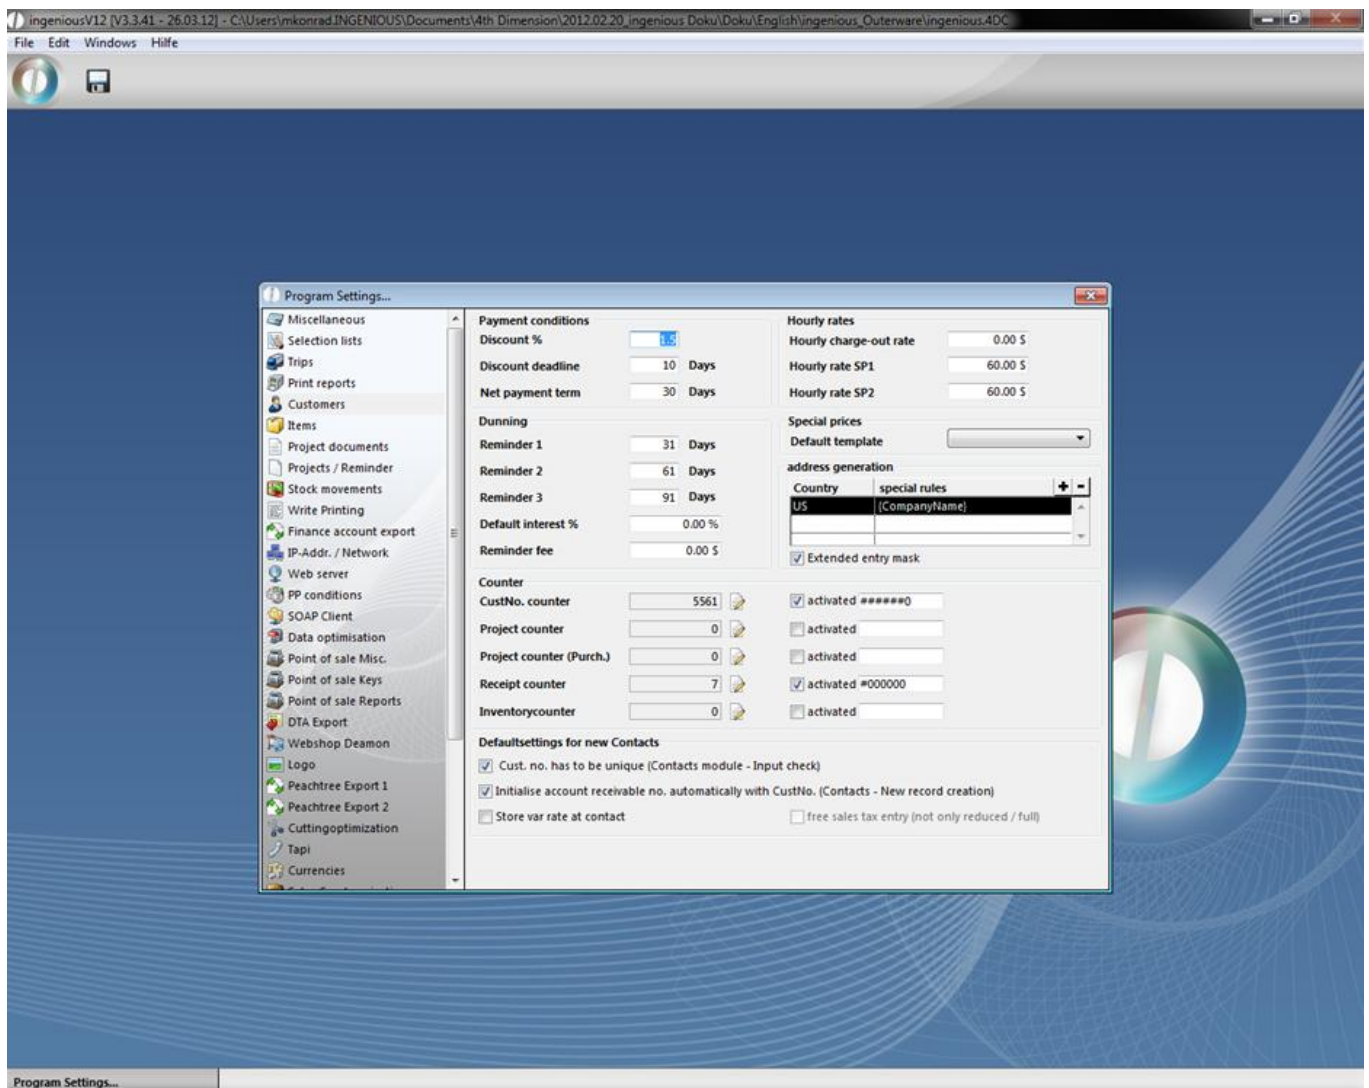 ingeniousV12 [V3.3.41 - 26.03.12] - C:\Users\mkonrad.INGENIOUS\Documents\4th Dimension\2012.02.20_ingenious Doku\Doku\English\ingenious_Outerware\ingenious.4DC
File Edit Windows Hilfe
Program Settings...
Miscellaneous
Selection lists
Trips
Print reports
Customers
Items
Project documents
Projects / Reminder
Stock movements
Write Printing
Finance account export
IP-Addr. / Network
Web server
PP conditions
SOAP Client
Data optimisation
Point of sale Misc.
Point of sale Keys
Point of sale Reports
DTA Export
Webshop Deamon
Logo
Peachtree Export 1
Peachtree Export 2
Cuttingoptimization
Tapi
Currencies
Payment conditions
Discount % 1.5
Discount deadline 10 Days
Net payment term 30 Days
Dunning
Reminder 1 31 Days
Reminder 2 61 Days
Reminder 3 91 Days
Default interest % 0.00 %
Reminder fee 0.00 $
Hourly rates
Hourly charge-out rate 0.00 $
Hourly rate SP1 60.00 $
Hourly rate SP2 60.00 $
Special prices
Default template
address generation
Country special rules + -
US {CompanyName}
Extended entry mask
Counter
CustNo. counter 5561 activated ######0
Project counter 0 activated
Project counter (Purch.) 0 activated
Receipt counter 7 activated #000000
Inventorycounter 0 activated
Defaultsettings for new Contacts
Cust. no. has to be unique (Contacts module - Input check)
Initialise account receivable no. automatically with CustNo. (Contacts - New record creation)
Store var rate at contact free sales tax entry (not only reduced / full)
Program Settings...